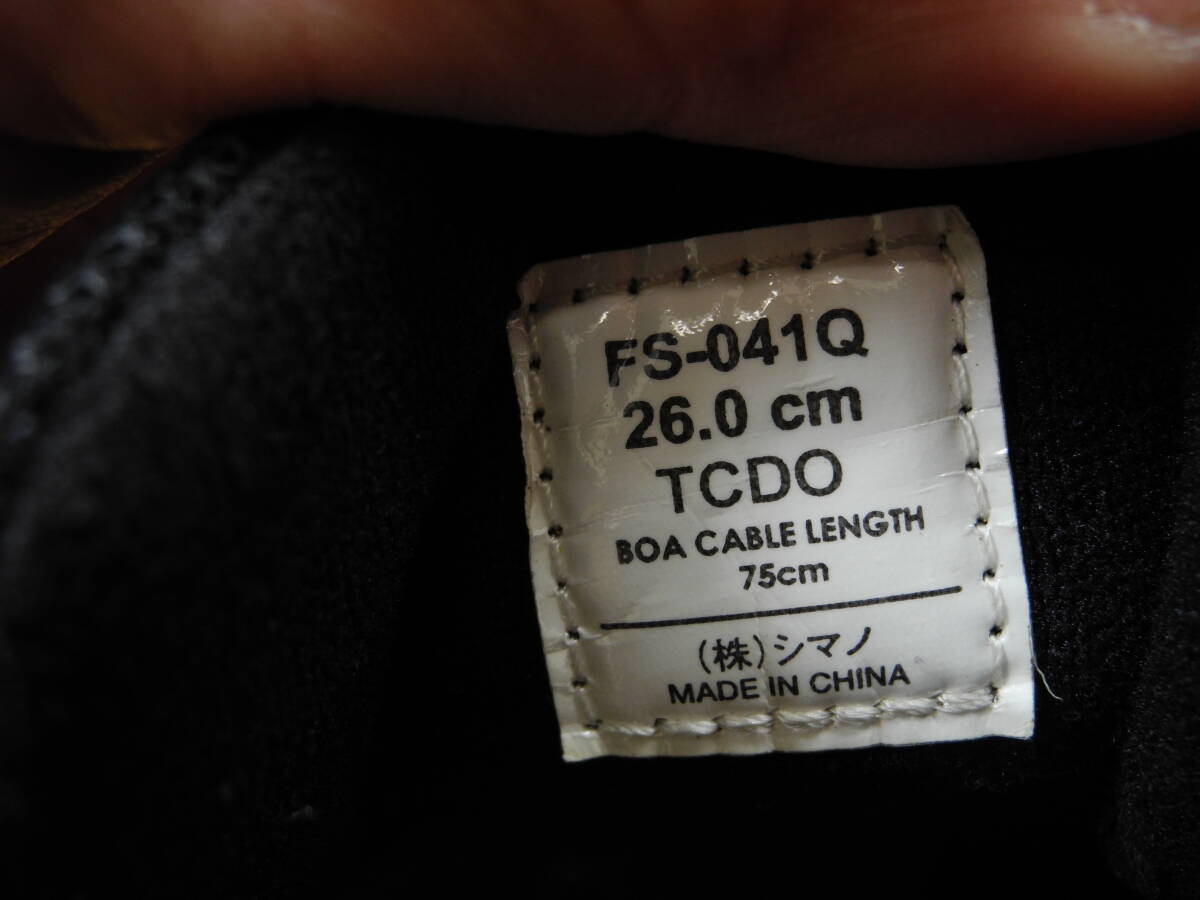 FS-041Q
26.0 cm
TCDO
BOA CABLE LENGTH
75cm
(株)シマノ
MADE IN CHINA